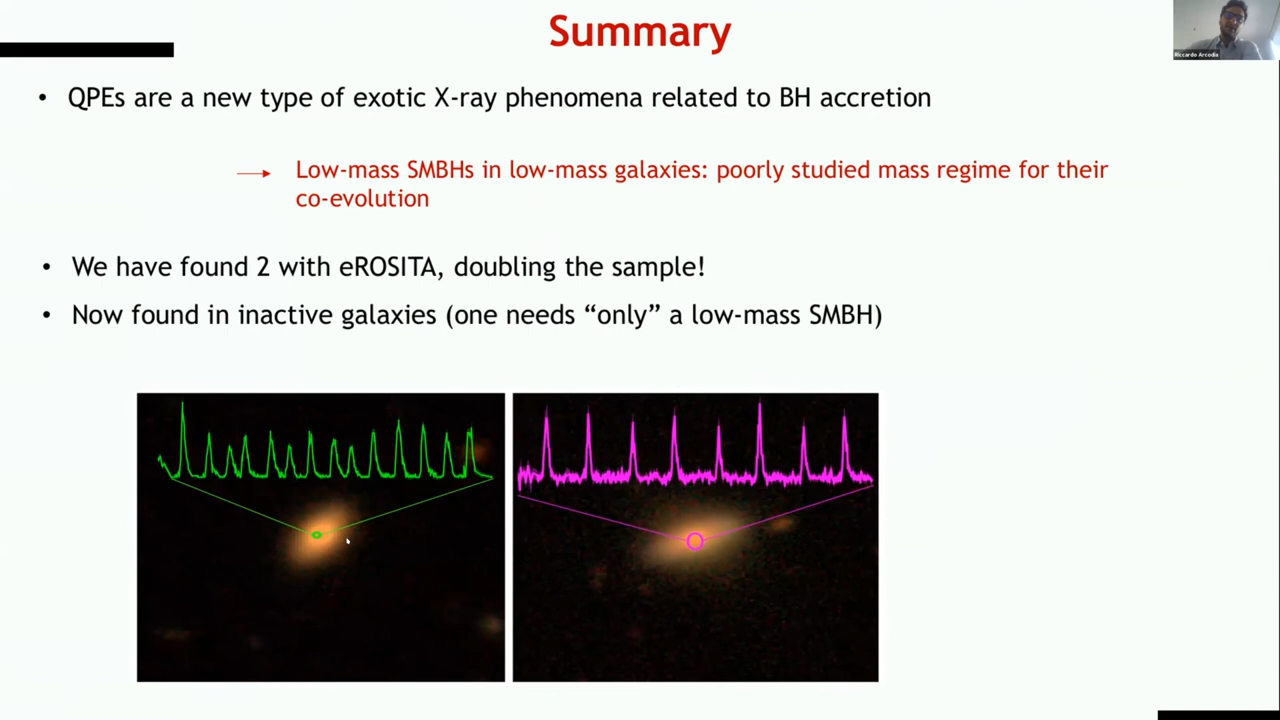 Summary
Riccardo Arcodia
• QPEs are a new type of exotic X-ray phenomena related to BH accretion
Low-mass SMBHs in low-mass galaxies: poorly studied mass regime for their
co-evolution
• We have found 2 with eROSITA, doubling the sample!
• Now found in inactive galaxies (one needs “only” a low-mass SMBH)